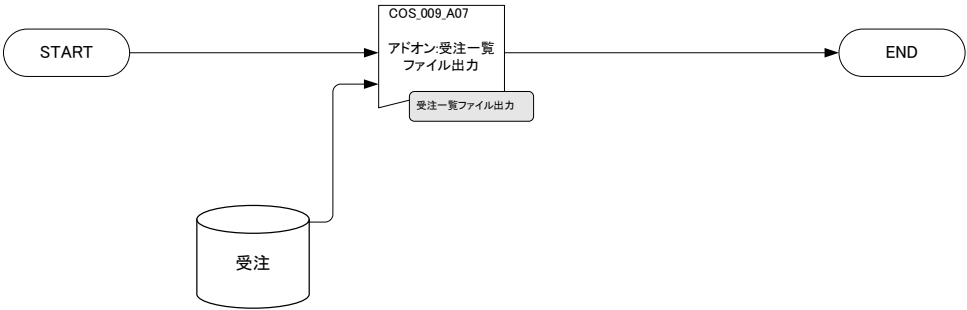 COS_009_A07
START
アドオン:受注一覧
ファイル出力
END
受注一覧ファイル出力
受注